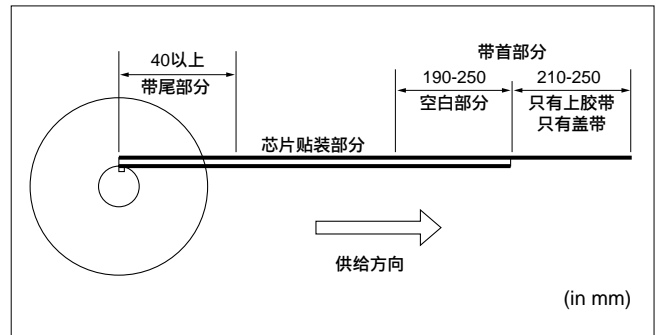 带首部分
40以上
190-250
210-250
带尾部分
空白部分
只有上胶带
只有盖带
芯片贴装部分
供给方向
(in mm)